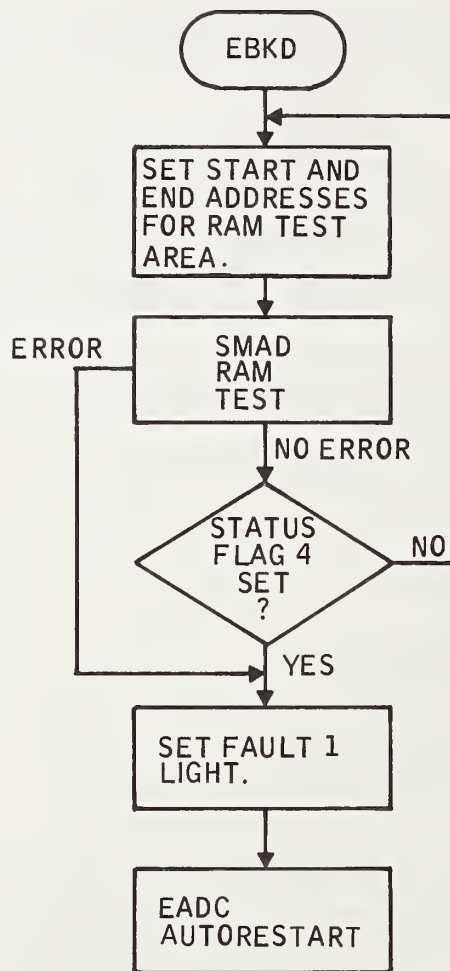 EBKD
SET START AND
END ADDRESSES
FOR RAM TEST
AREA.
ERROR
SMAD
RAM
TEST
NO ERROR
STATUS
FLAG 4
SET
?
NO
YES
SET FAULT 1
LIGHT.
EADC
AUTORESTART